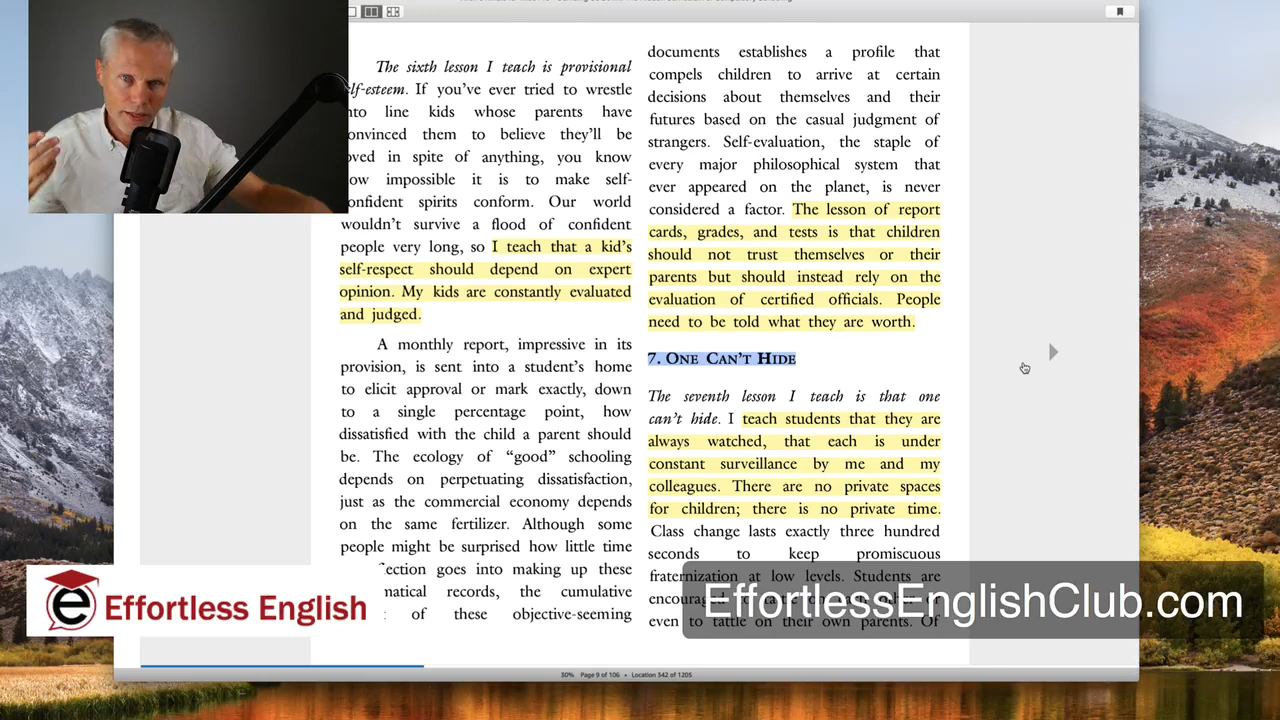 The sixth lesson I teach is provisional
self-esteem. If you've ever tried to wrestle
into line kids whose parents have
convinced them to believe they'll be
loved in spite of anything, you know
how impossible it is to make self-
confident spirits conform. Our world
wouldn't survive a flood of confident
people very long, so I teach that a kid's
self-respect should depend on expert
opinion. My kids are constantly evaluated
and judged.
A monthly report, impressive in its
provision, is sent into a student's home
to elicit approval or mark exactly, down
to a single percentage point, how
dissatisfied with the child a parent should
be. The ecology of “good” schooling
depends on perpetuating dissatisfaction,
just as the commercial economy depends
on the same fertilizer. Although some
people might be surprised how little time
goes into making up these
records, the cumulative
of these objective-seeming
documents establishes a profile that
compels children to arrive at certain
decisions about themselves and their
futures based on the casual judgment of
strangers. Self-evaluation, the staple of
every major philosophical system that
ever appeared on the planet, is never
considered a factor. The lesson of report
cards, grades, and tests is that children
should not trust themselves or their
parents but should instead rely on the
evaluation of certified officials. People
need to be told what they are worth.
7. One Can't Hide
The seventh lesson I teach is that one
can't hide. I teach students that they are
always watched, that each is under
constant surveillance by me and my
colleagues. There are no private spaces
for children; there is no private time.
Class change lasts exactly three hundred
seconds to keep promiscuous
fraternization at low levels. Students are
even to tattle on their own parents. Of
e Effortless English
EffortlessEnglishClub.com
30% Page 9 of 106 • Location 342 of 1205